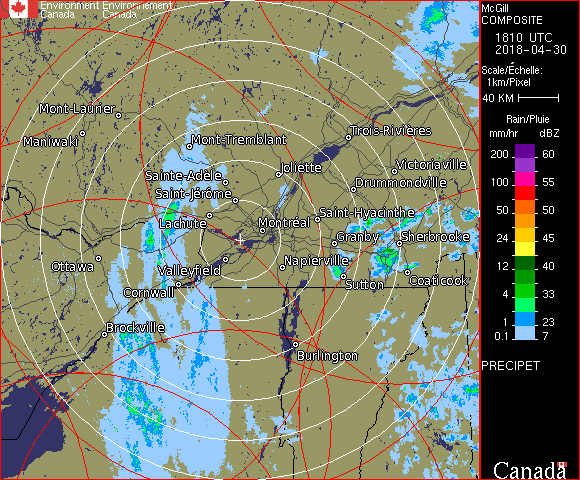 Environment Environnement
Canada Canada
McGill
COMPOSITE
1810 UTC
2018-04-30
Scale/Échelle:
1km/Pixel
40 KM
Rain/Pluie
mm/hr dBZ
200 60
150 57
100 55
50 50
24 45
12 40
4 33
1 23
0.1 7
PRECIPET
Canada
Mont-Laurier
Maniwaki
Mont-Tremblant
Trois-Rivières
Joliette
Victoriaville
Sainte-Adèle
Drummondville
Saint-Jérôme
Saint-Hyacinthe
Lachute
Montréal
Granby
Sherbrooke
Ottawa
Valleyfield
Napierville
Coaticook
Sutton
Cornwall
Brockville
Burlington